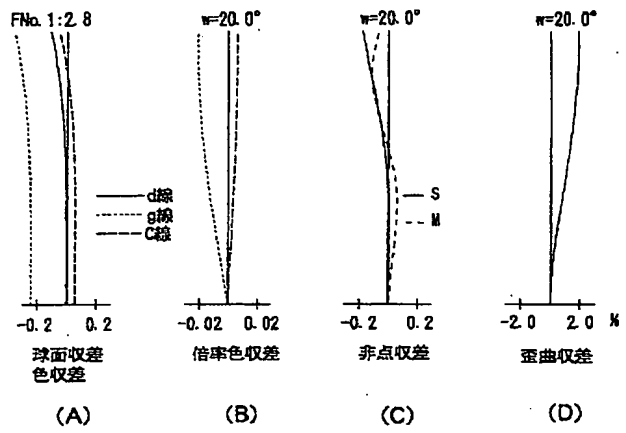 FNo. 1:2.8
w=20.0°
w=20.0°
w=20.0°
d線
g線
C線
S
M
-0.2 0.2
-0.02 0.02
-0.2 0.2
-2.0 2.0 %
球面収差
色収差
倍率色収差
非点収差
歪曲収差
(A)
(B)
(C)
(D)